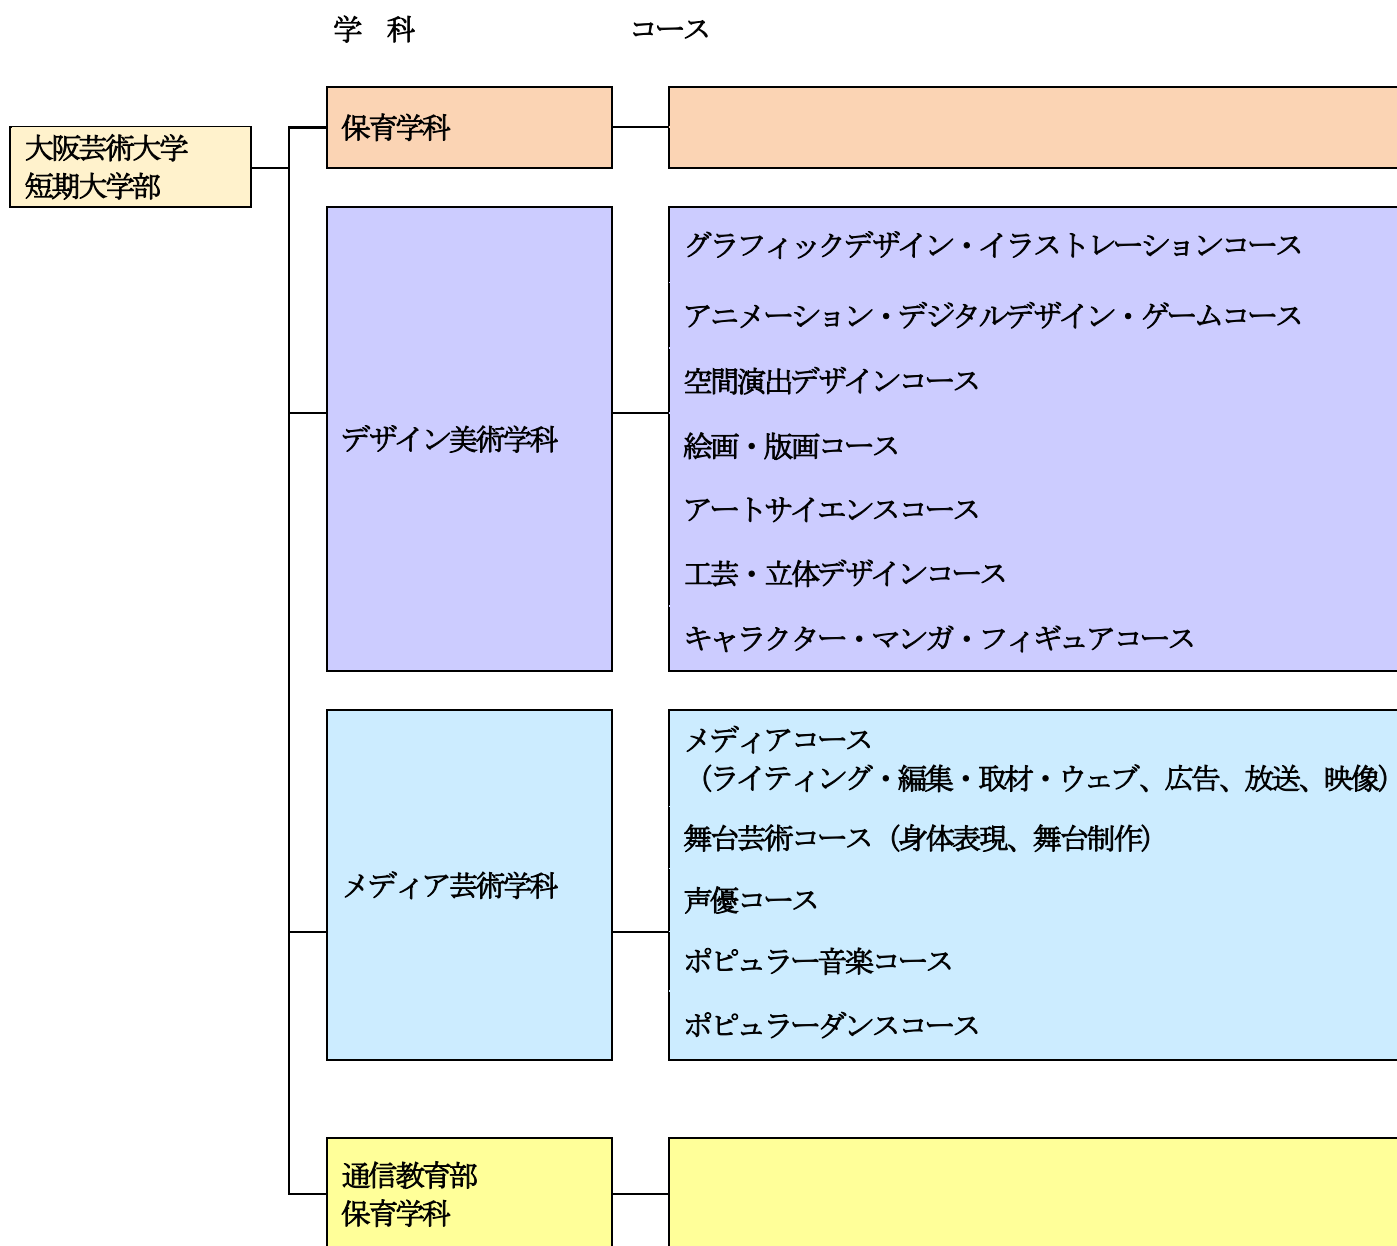 学　科　　コース
大阪芸術大学
短期大学部
保育学科
デザイン美術学科
グラフィックデザイン・イラストレーションコース
アニメーション・デジタルデザイン・ゲームコース
空間演出デザインコース
絵画・版画コース
アートサイエンスコース
工芸・立体デザインコース
キャラクター・マンガ・フィギュアコース
メディア芸術学科
メディアコース
（ライティング・編集・取材・ウェブ、広告、放送、映像）
舞台芸術コース（身体表現、舞台制作）
声優コース
ポピュラー音楽コース
ポピュラーダンスコース
通信教育部
保育学科